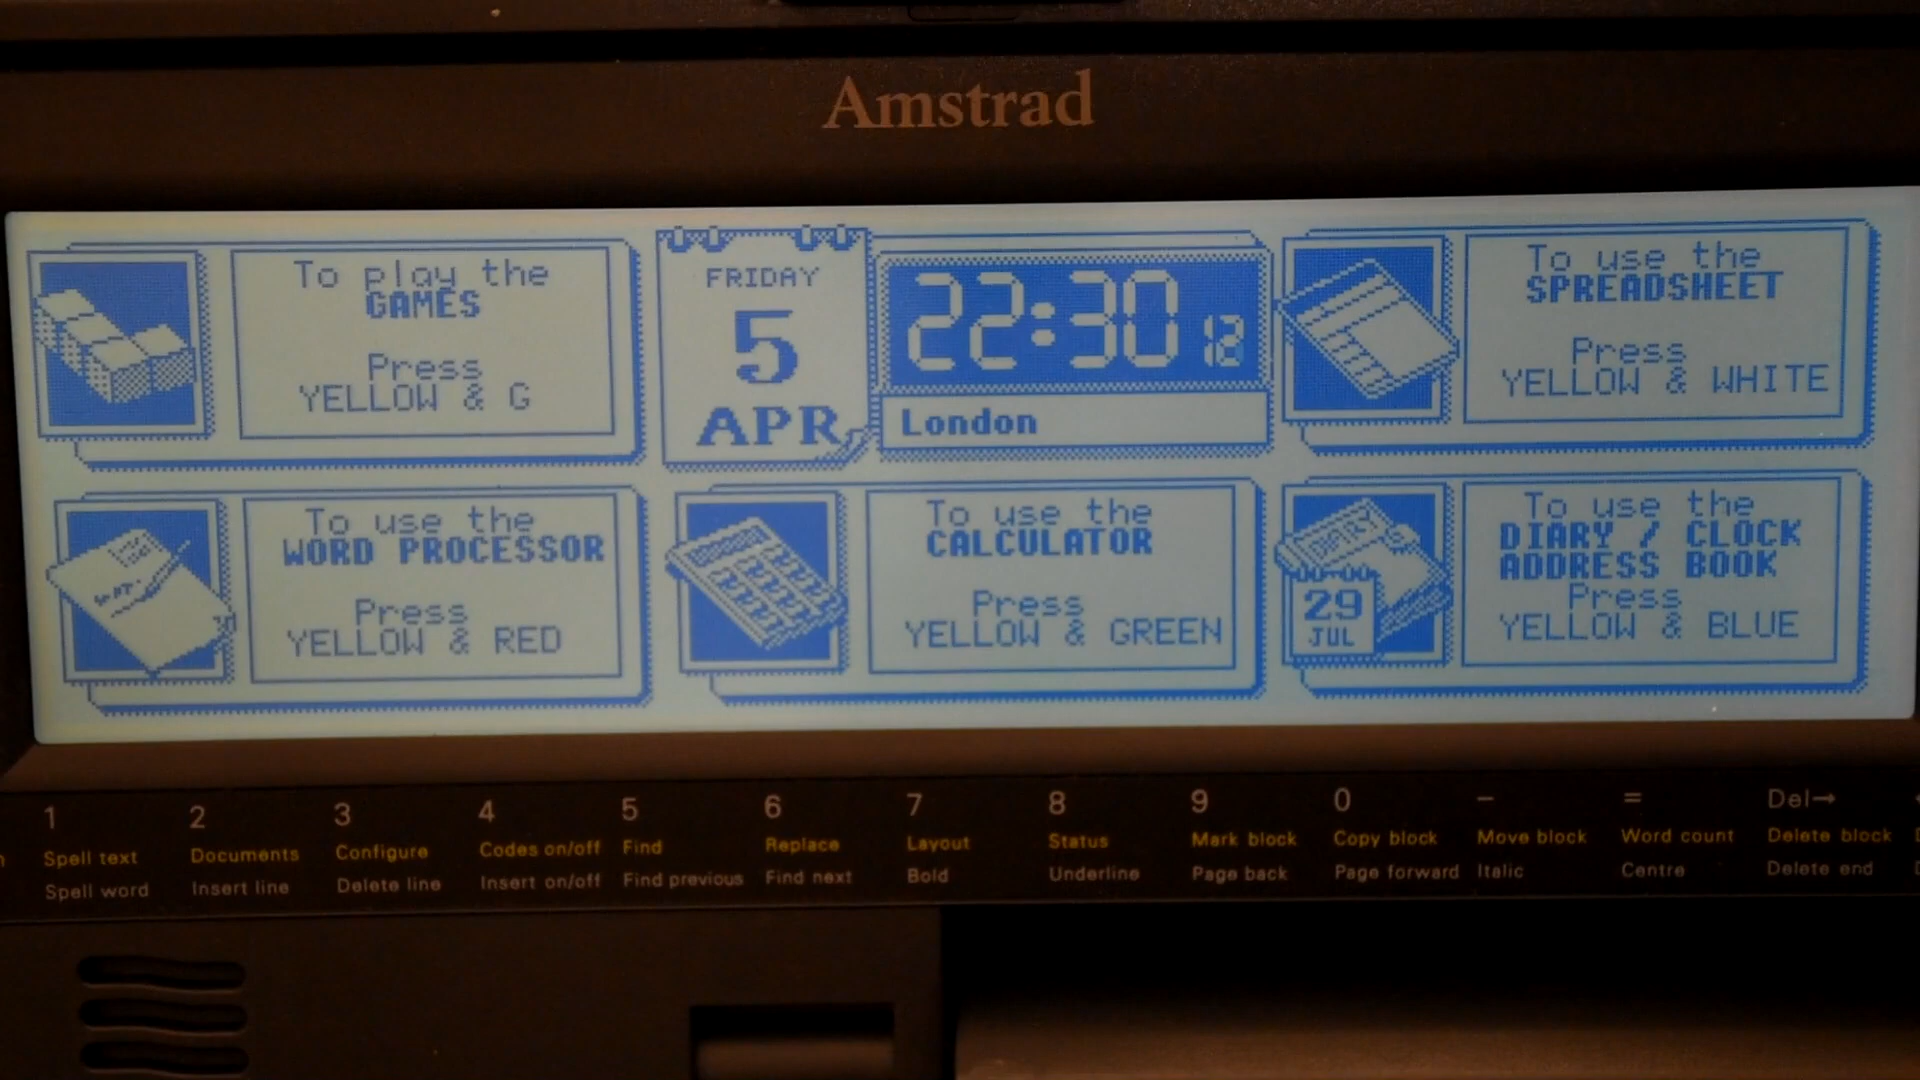 Amstrad
To play the
GAMES
Press
YELLOW & G
FRIDAY
5
APR
22:30 12
London
To use the
SPREADSHEET
Press
YELLOW & WHITE
To use the
WORD PROCESSOR
Press
YELLOW & RED
To use the
CALCULATOR
Press
YELLOW & GREEN
29
JUL
To use the
DIARY / CLOCK
ADDRESS BOOK
Press
YELLOW & BLUE
1 2 3 4 5 6 7 8 9 0 − = Del→
Spell text Documents Configure Codes on/off Find Replace Layout Status Mark block Copy block Move block Word count Delete block
Spell word Insert line Delete line Insert on/off Find previous Find next Bold Underline Page back Page forward Italic Centre Delete end